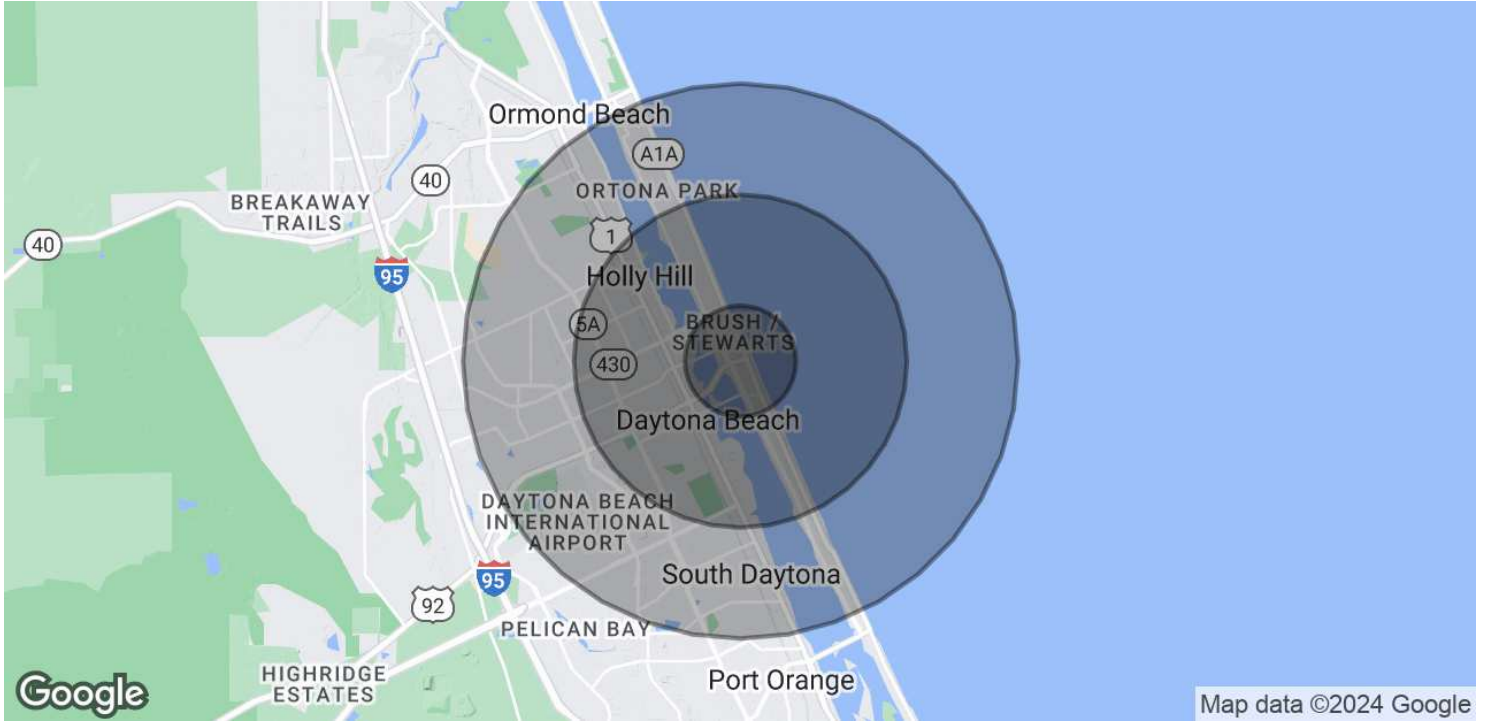 Ormond Beach
A1A
40
ORTONA PARK
BREAKAWAY
TRAILS
1
40
95
Holly Hill
5A
BRUSH /
STEWARTS
430
Daytona Beach
DAYTONA BEACH
INTERNATIONAL
AIRPORT
South Daytona
95
92
PELICAN BAY
HIGHRIDGE
ESTATES
Port Orange
Google
Map data ©2024 Google